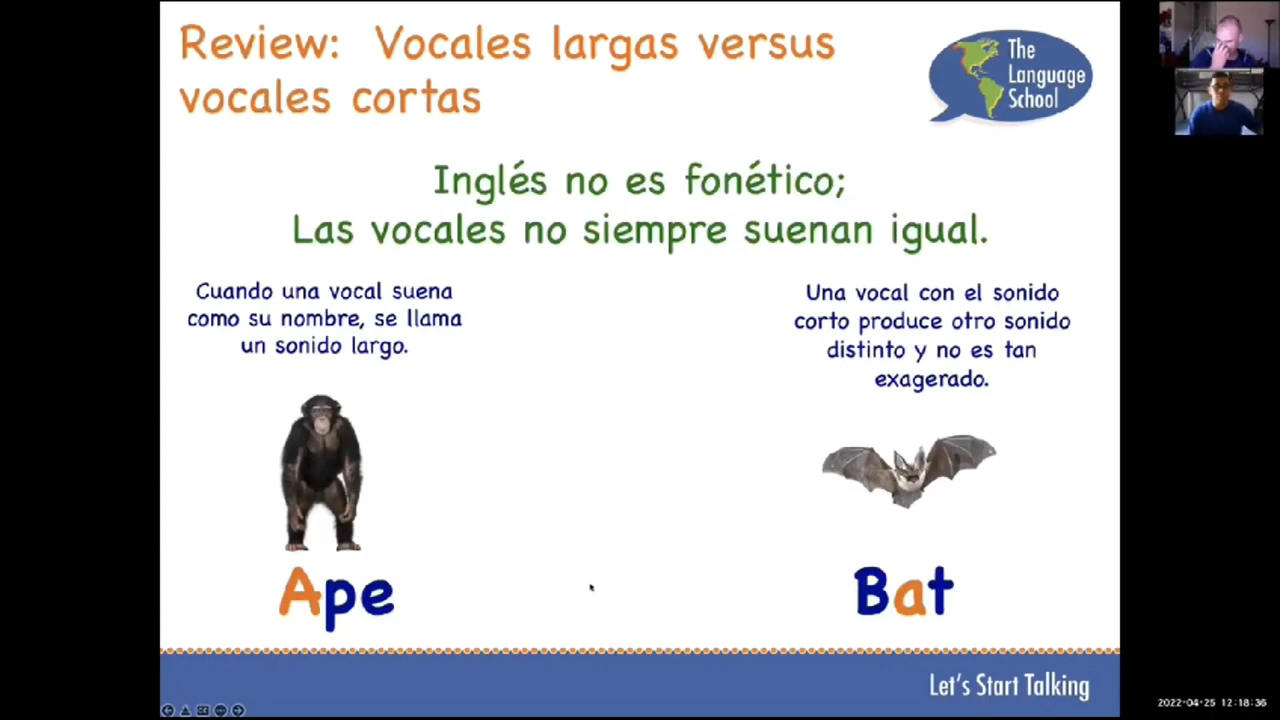 Review: Vocales largas versus
vocales cortas
The
Language
School
Inglés no es fonético;
Las vocales no siempre suenan igual.
Cuando una vocal suena
como su nombre, se llama
un sonido largo.
Una vocal con el sonido
corto produce otro sonido
distinto y no es tan
exagerado.
Ape
Bat
Let's Start Talking
2022-04-25 12:18:36